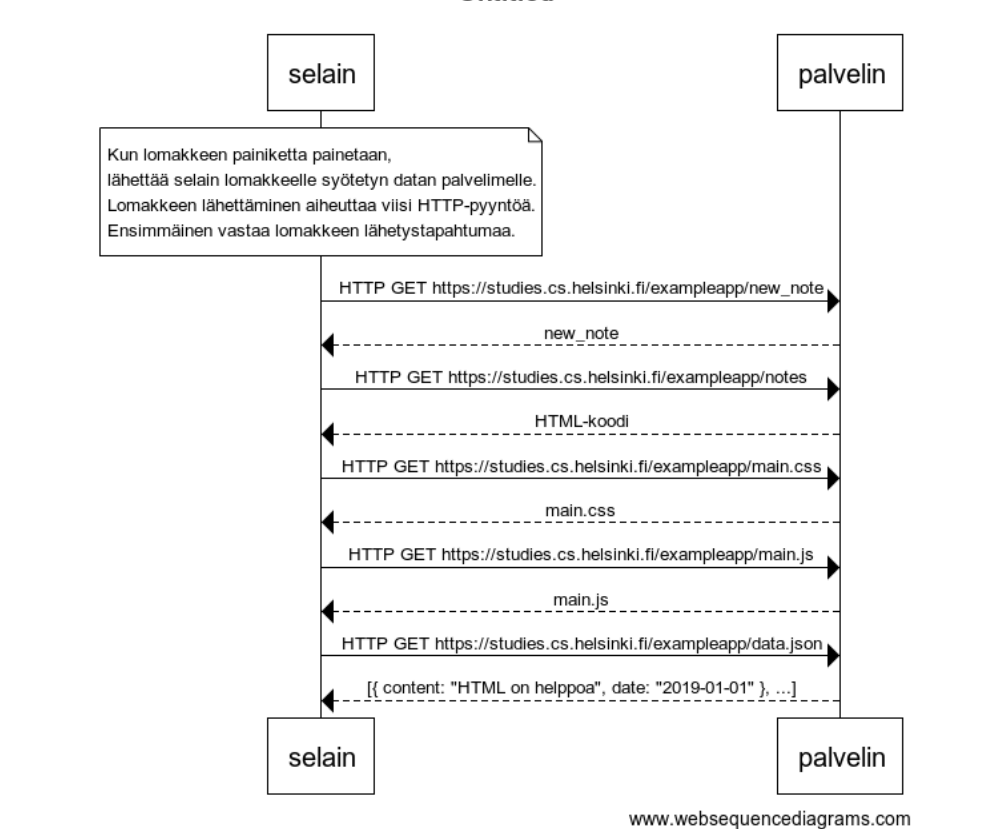 selain
palvelin
Kun lomakkeen painiketta painetaan,
lähettää selain lomakkeelle syötetyn datan palvelimelle.
Lomakkeen lähettäminen aiheuttaa viisi HTTP-pyyntöä.
Ensimmäinen vastaa lomakkeen lähetystapahtumaa.
HTTP GET https://studies.cs.helsinki.fi/exampleapp/new_note
new_note
HTTP GET https://studies.cs.helsinki.fi/exampleapp/notes
HTML-koodi
HTTP GET https://studies.cs.helsinki.fi/exampleapp/main.css
main.css
HTTP GET https://studies.cs.helsinki.fi/exampleapp/main.js
main.js
HTTP GET https://studies.cs.helsinki.fi/exampleapp/data.json
[{ content: "HTML on helppoa", date: "2019-01-01" }, ...]
selain
palvelin
www.websequencediagrams.com